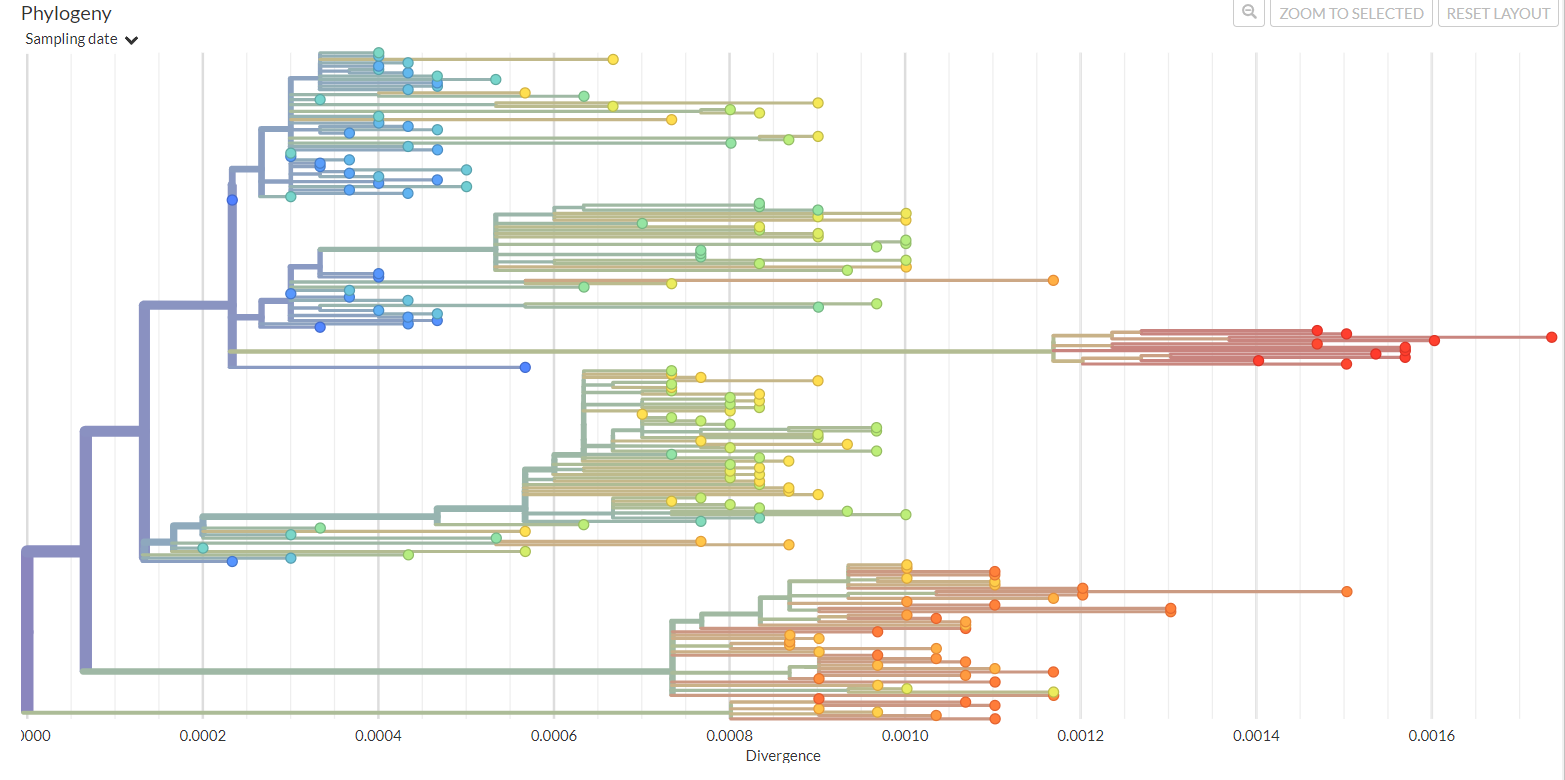 Phylogeny
ZOOM TO SELECTED
RESET LAYOUT
Sampling date
0000 0.0002 0.0004 0.0006 0.0008 0.0010 0.0012 0.0014 0.0016
Divergence